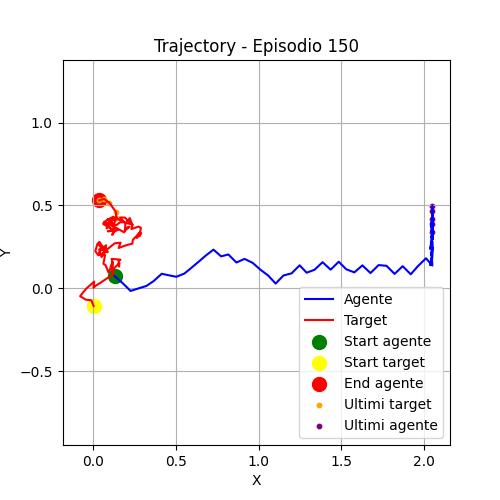 Trajectory - Episodio 150
Y
1.0
0.5
0.0
−0.5
0.0
0.5
1.0
1.5
2.0
X
Agente
Target
Start agente
Start target
End agente
Ultimi target
Ultimi agente